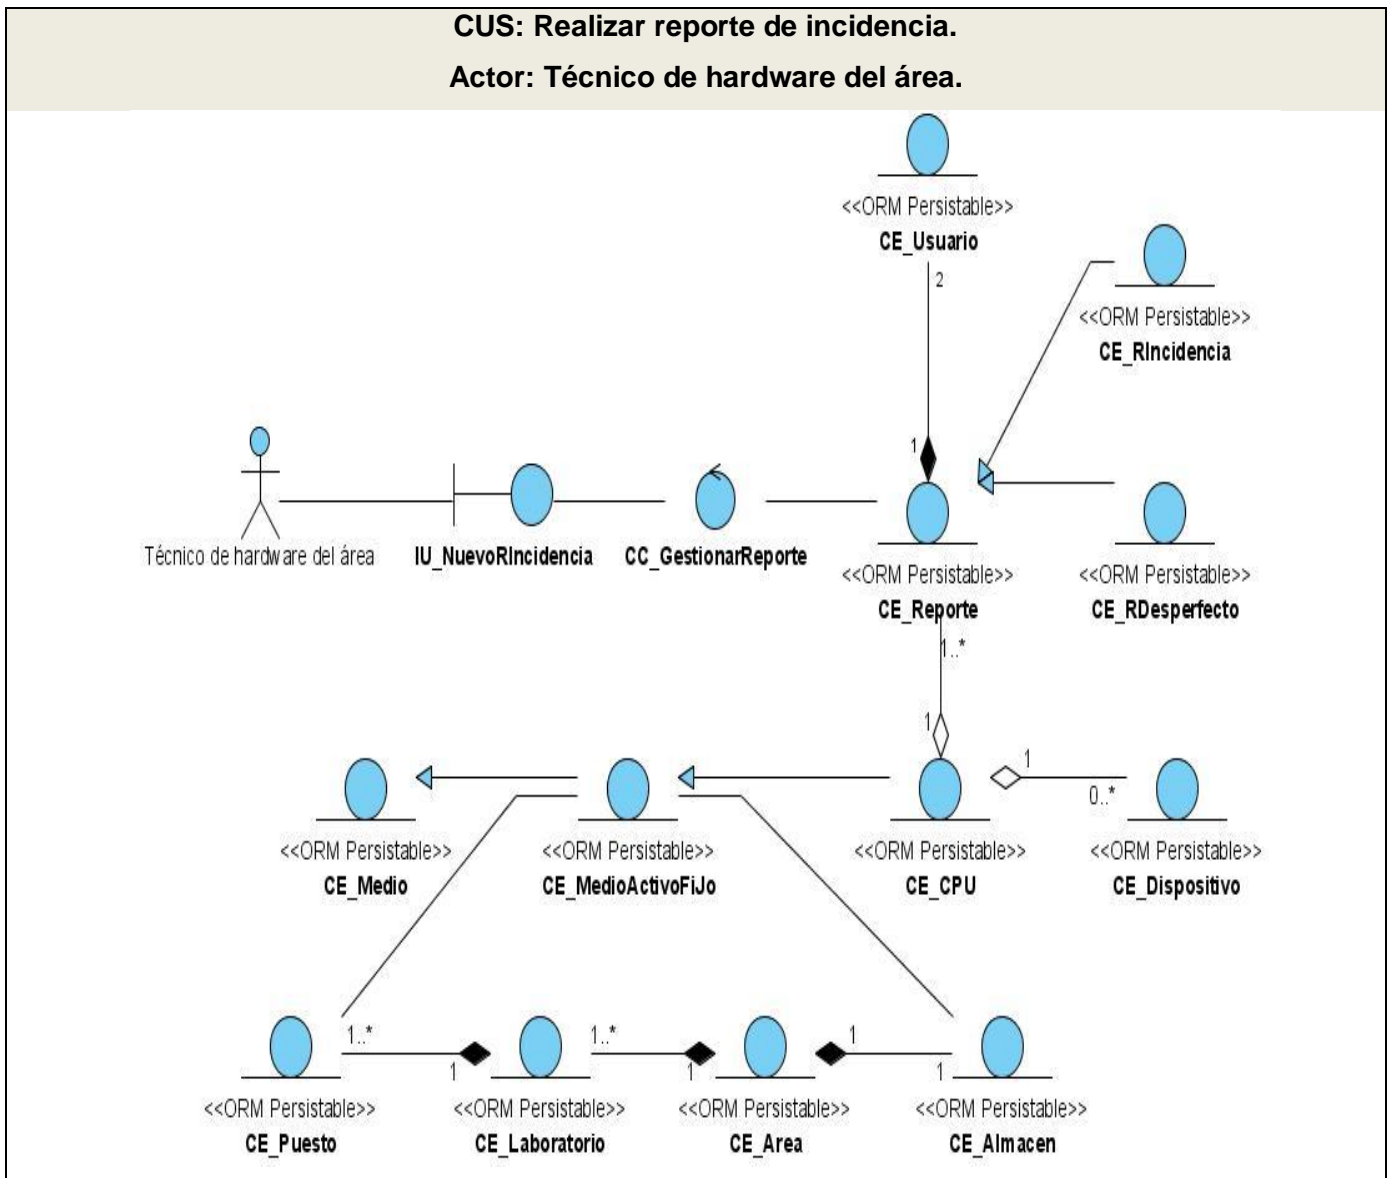 CUS: Realizar reporte de incidencia.
Actor: Técnico de hardware del área.
<<ORM Persistable>>
CE_Usuario
2
<<ORM Persistable>>
CE_RIncidencia
1
Técnico de hardware del área
IU_NuevoRIncidencia
CC_GestionarReporte
<<ORM Persistable>>
CE_Reporte
<<ORM Persistable>>
CE_RDesperfecto
1..*
1
1
0..*
<<ORM Persistable>>
CE_Medio
<<ORM Persistable>>
CE_MedioActivoFiJo
<<ORM Persistable>>
CE_CPU
<<ORM Persistable>>
CE_Dispositivo
1..*
1
1..*
1
1
1
<<ORM Persistable>>
CE_Puesto
<<ORM Persistable>>
CE_Laboratorio
<<ORM Persistable>>
CE_Area
<<ORM Persistable>>
CE_Almacen